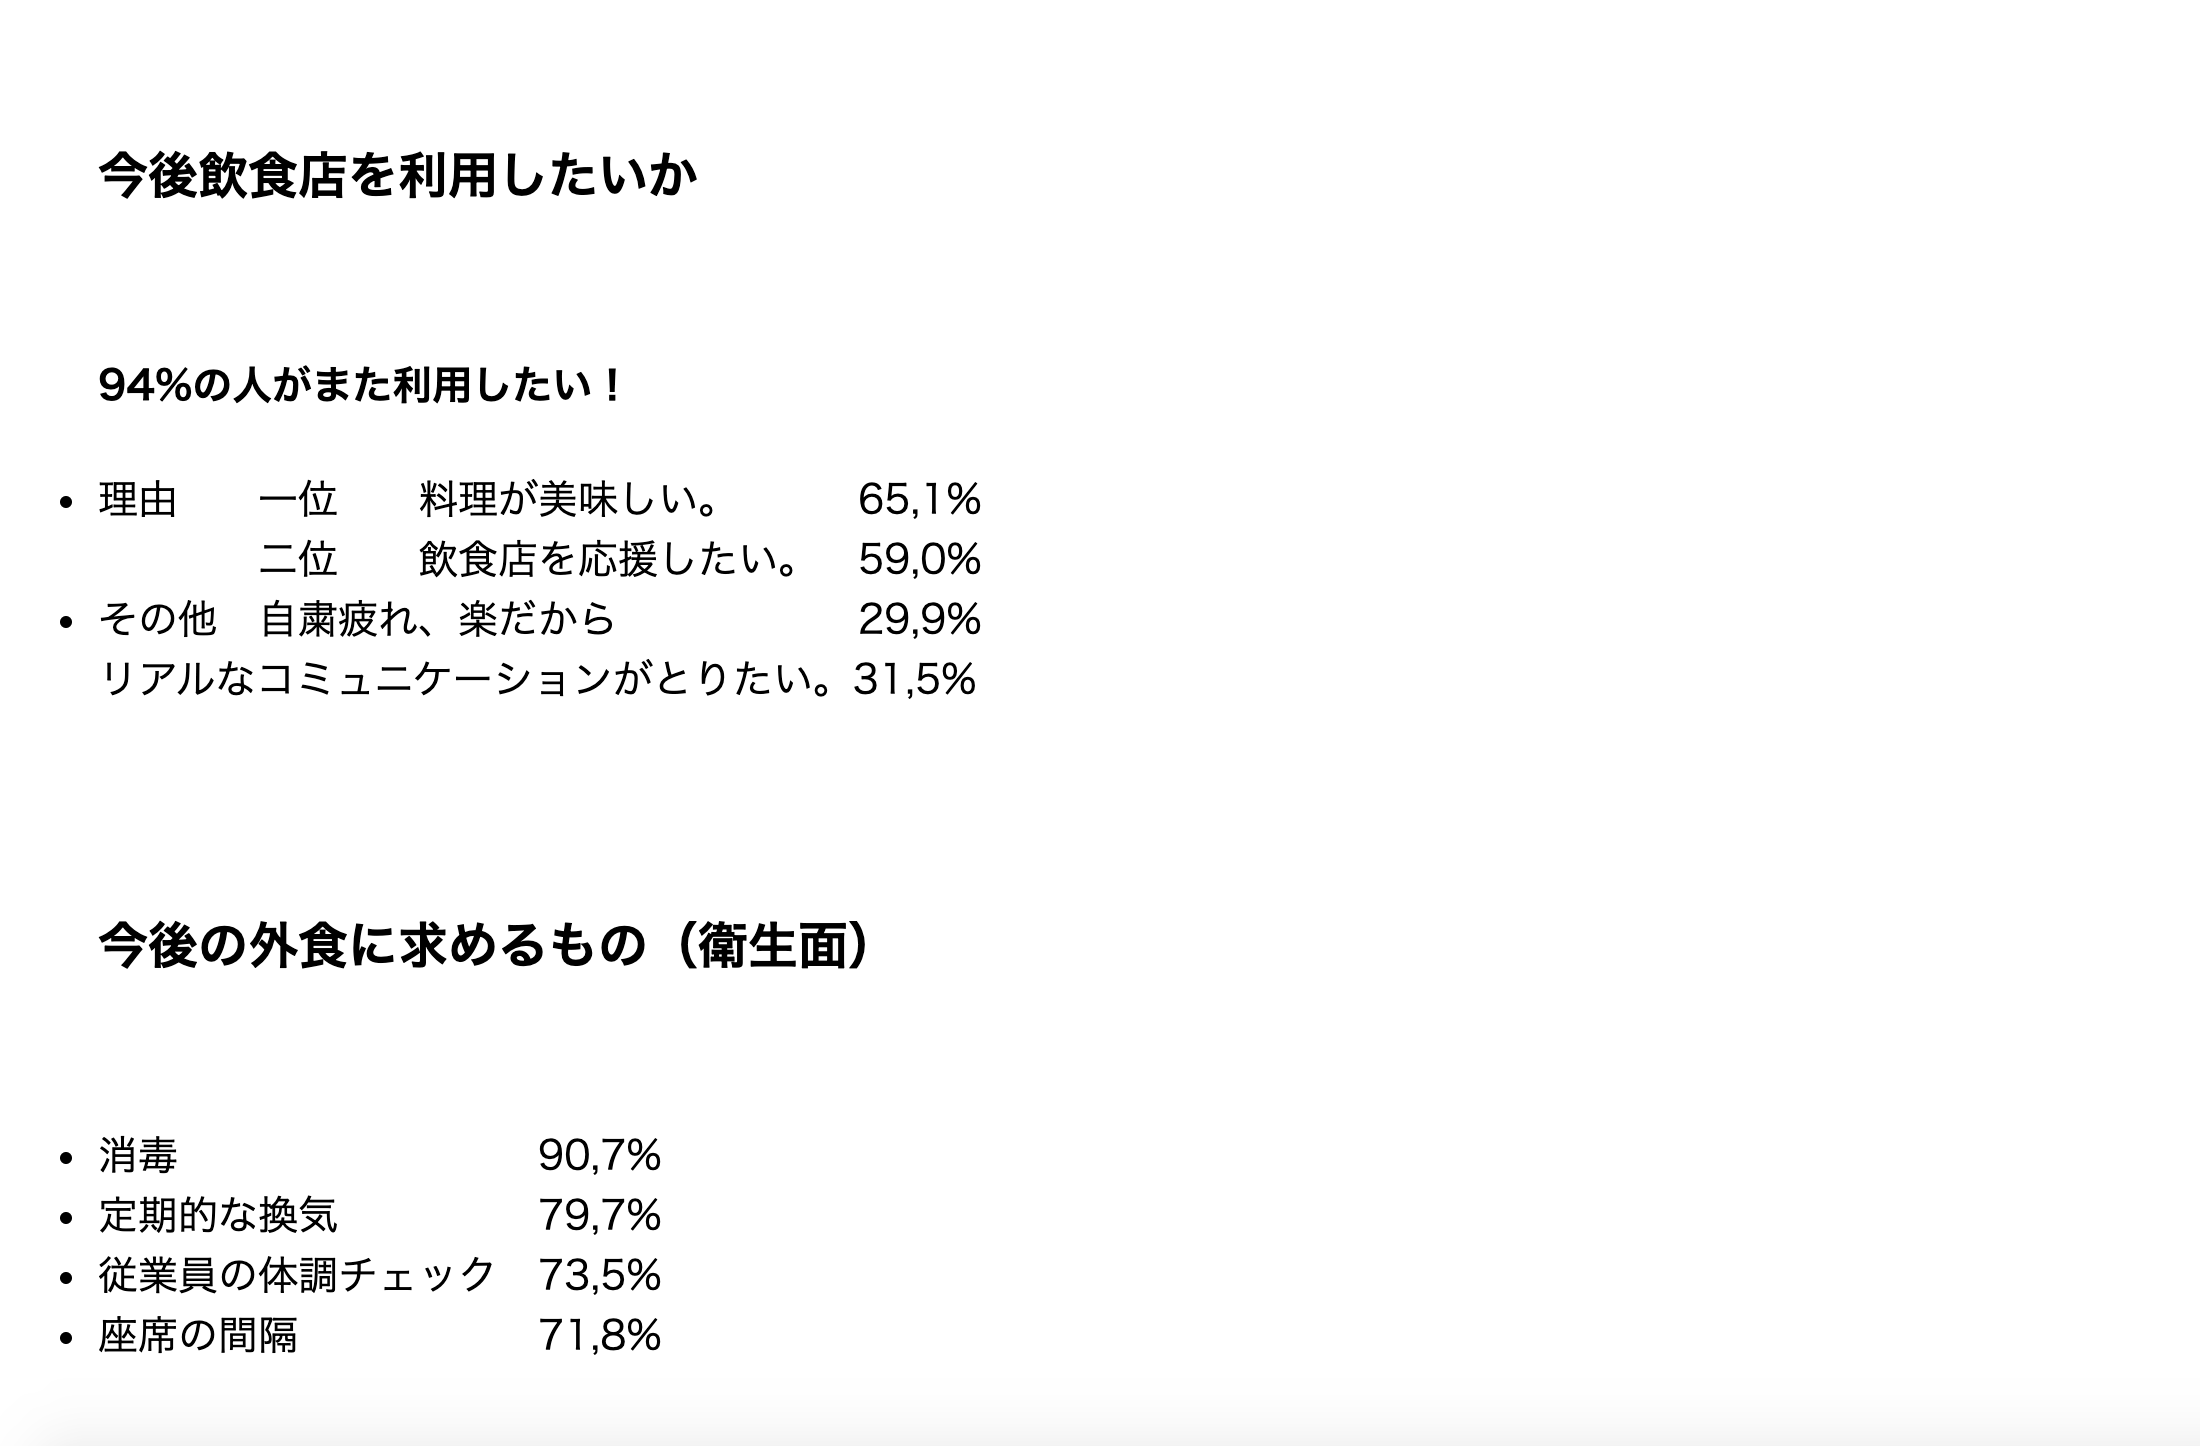 今後飲食店を利用したいか
94%の人がまた利用したい！
• 理由　　一位　　料理が美味しい。　　　65,1%
二位　　飲食店を応援したい。　59,0%
• その他　自粛疲れ、楽だから　　　　　　29,9%
リアルなコミュニケーションがとりたい。31,5%
今後の外食に求めるもの（衛生面）
• 消毒　　　　　　　　　90,7%
• 定期的な換気　　　　　79,7%
• 従業員の体調チェック　73,5%
• 座席の間隔　　　　　　71,8%